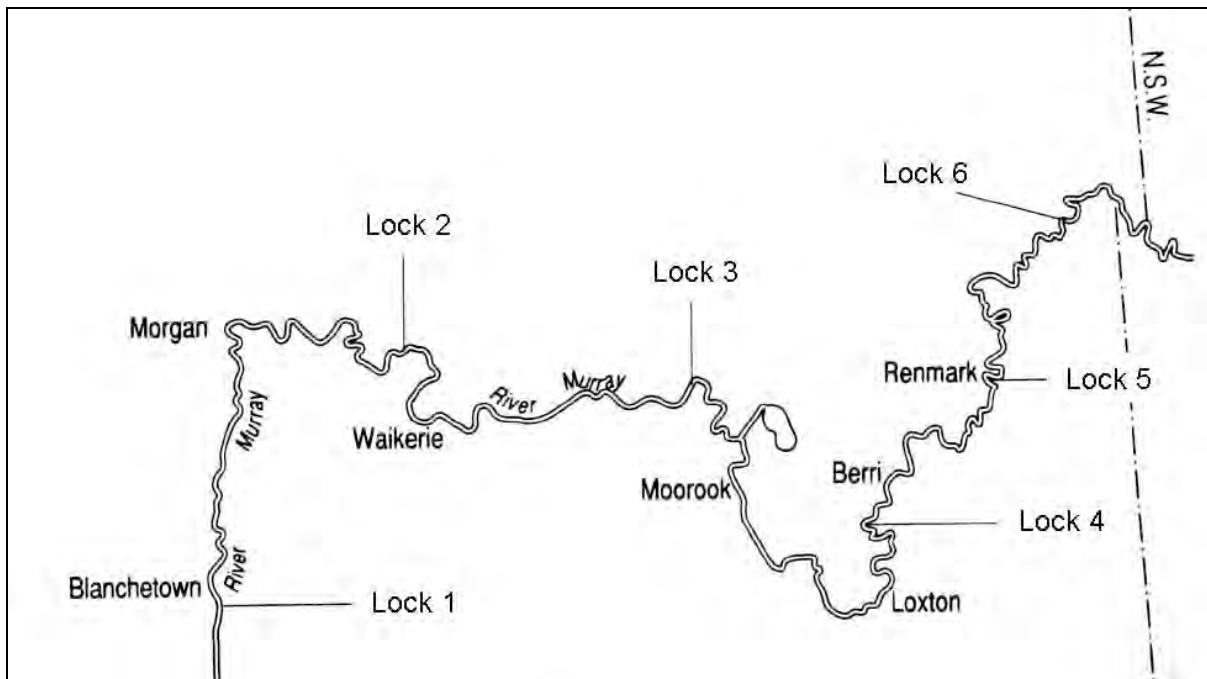 N.S.W.
Lock 6
Lock 2
Lock 3
Morgan
Murray
River
Renmark
Lock 5
Waikerie
Murray
Berri
Moorook
Lock 4
River
Blanchetown
Lock 1
Loxton